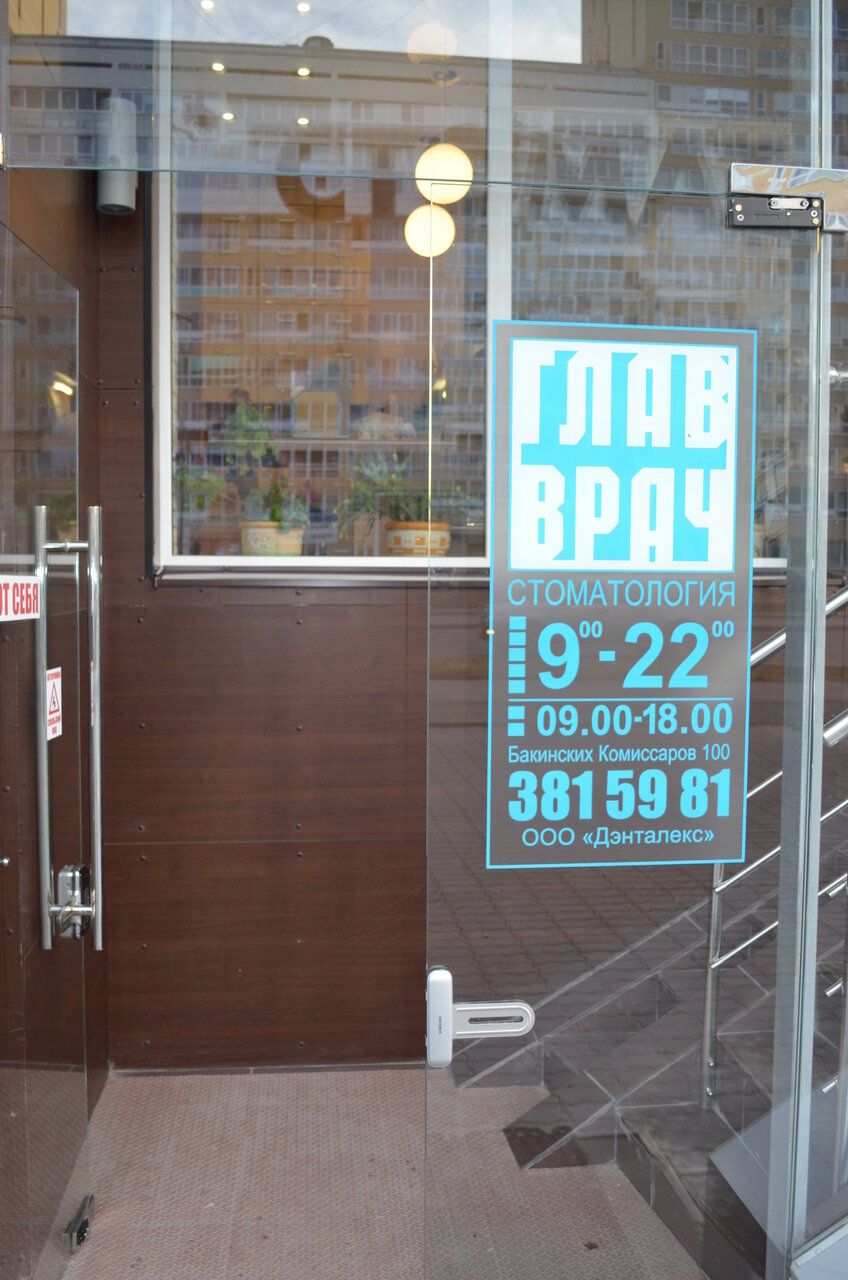 ГЛАВ
ВРАЧ
СТОМАТОЛОГИЯ
9⁰⁰-22⁰⁰
09.00-18.00
Бакинских Комиссаров 100
381 59 81
ООО «Дэнталекс»
ОТ СЕБЯ
SAMSUNG